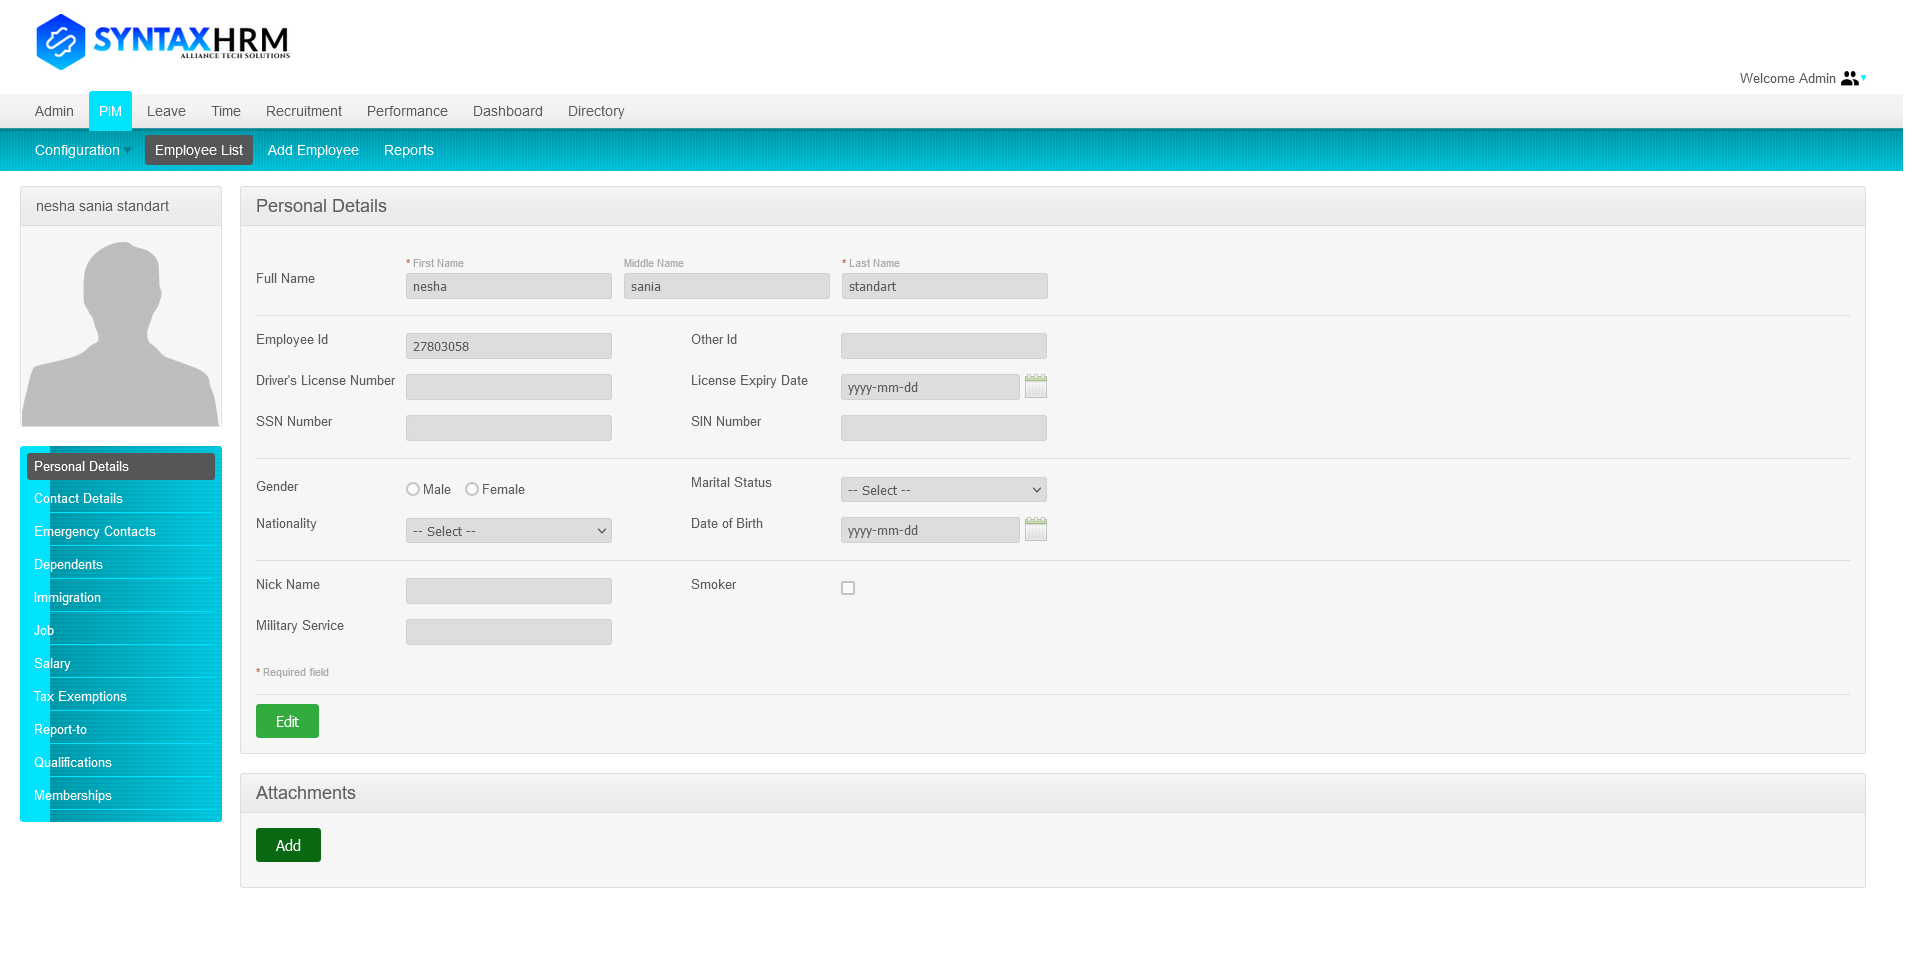 SYNTAXHRM
ALLIANCE TECH SOLUTIONS
Welcome Admin
Admin PIM Leave Time Recruitment Performance Dashboard Directory
Configuration Employee List Add Employee Reports
nesha sania standart
Personal Details
Contact Details
Emergency Contacts
Dependents
Immigration
Job
Salary
Tax Exemptions
Report-to
Qualifications
Memberships
Personal Details
* First Name Middle Name * Last Name
Full Name nesha sania standart
Employee Id 27803058 Other Id
Driver's License Number License Expiry Date yyyy-mm-dd
SSN Number SIN Number
Gender Male Female Marital Status -- Select --
Nationality -- Select -- Date of Birth yyyy-mm-dd
Nick Name Smoker
Military Service
* Required field
Edit
Attachments
Add